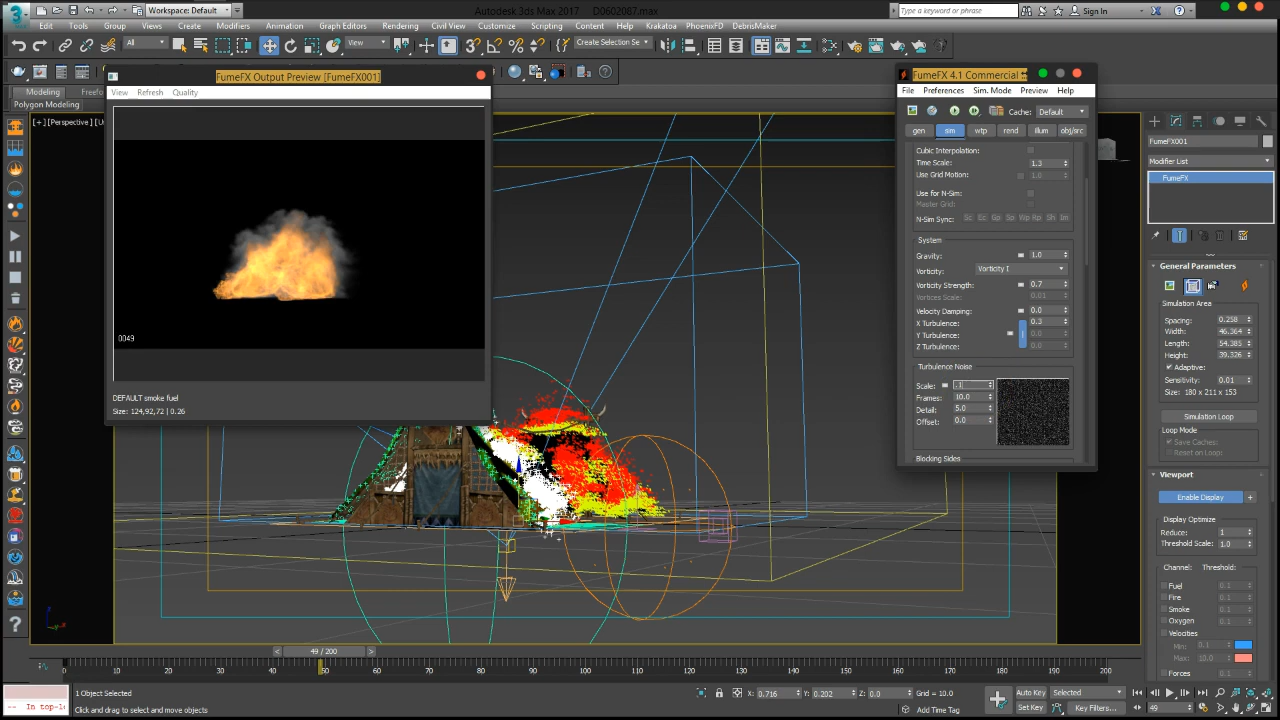 Workspace: Default
Autodesk 3ds Max 2017    D0602087.max
Type a keyword or phrase
Sign In
Edit Tools Group Views Create Modifiers Animation Graph Editors Rendering Civil View Customize Scripting Content Help Krakatoa PhoenixFD DebrisMaker
All
View
Create Selection Se
Modeling
Polygon Modeling
[+] [Perspective]
FumeFX Output Preview [FumeFX001]
View Refresh Quality
0049
DEFAULT smoke fuel
Size: 124,92,72 | 0.26
FumeFX 4.1 Commercial
File Preferences Sim. Mode Preview Help
Cache: Default
gen sim wtp rend illum obj/src
Cubic Interpolation:
Time Scale: 1.3
Use Grid Motion: 1.0
Use for N-Sim:
Master Grid:
N-Sim Sync: Sc Ec Gp Sp Wp Rp Sh Im
System
Gravity: 1.0
Vorticity: Vorticity I
Vorticity Strength: 0.7
Vortices Scale: 0.01
Velocity Damping: 0.0
X Turbulence: 0.3
Y Turbulence: 0.0
Z Turbulence: 0.0
Turbulence Noise
Scale: .1
Frames: 10.0
Detail: 5.0
Offset: 0.0
Blocking Sides
FumeFX001
Modifier List
FumeFX
General Parameters
Simulation Area
Spacing: 0.258
Width: 46.364
Length: 54.385
Height: 39.326
Adaptive:
Sensitivity: 0.01
Size: 180 x 211 x 153
Simulation Loop
Loop Mode
Save Caches:
Reset on Loop:
Viewport
Enable Display +
Display Optimize
Reduce: 1
Threshold Scale: 1.0
Channel: Threshold:
Fuel 0.1
Fire 0.1
Smoke 0.1
Oxygen 0.1
Velocities
Min: 0.1
Max: 10.0
Forces
< 49 / 200 >
0 10 20 30 40 50 60 70 80 90 100 110 120 130 140 150 160 170 180 190 200
1 Object Selected
Click and drag to select and move objects
-- In top-l
X: 0.716 Y: 0.202 Z: 0.0 Grid = 10.0
Add Time Tag
Auto Key Selected
Set Key Key Filters...
49